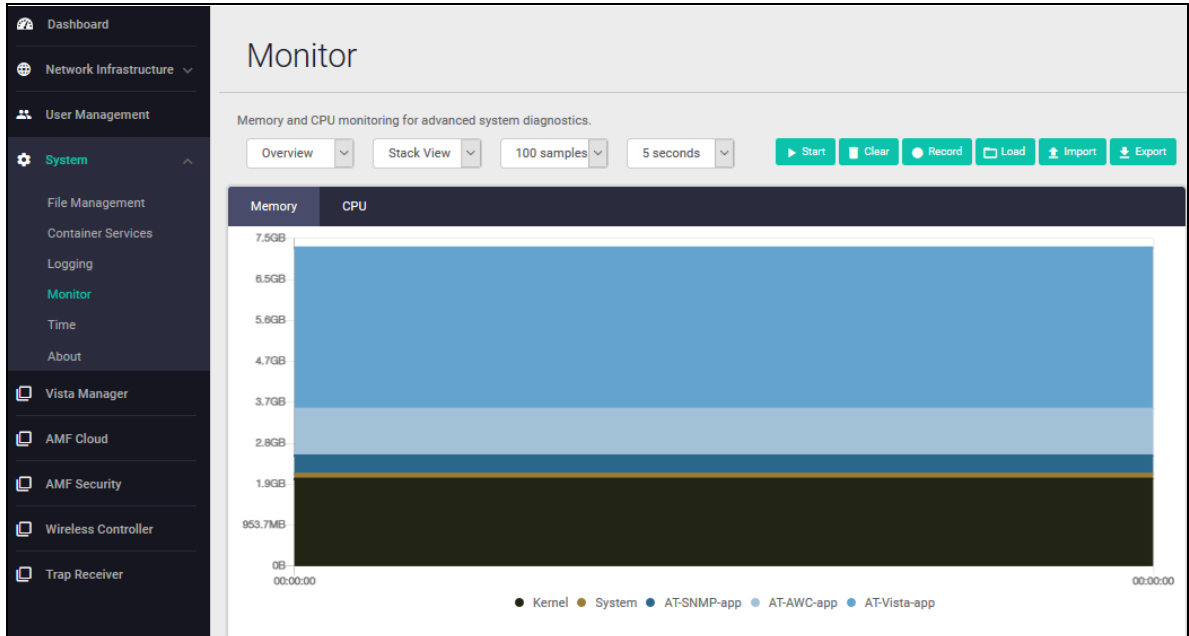 Dashboard
Network Infrastructure
User Management
System
File Management
Container Services
Logging
Monitor
Time
About
Vista Manager
AMF Cloud
AMF Security
Wireless Controller
Trap Receiver
Monitor
Memory and CPU monitoring for advanced system diagnostics.
Overview Stack View 100 samples 5 seconds Start Clear Record Load Import Export
Memory CPU
7.5GB
6.5GB
5.6GB
4.7GB
3.7GB
2.8GB
1.9GB
953.7MB
0B
00:00:00 00:00:00
Kernel System AT-SNMP-app AT-AWC-app AT-Vista-app